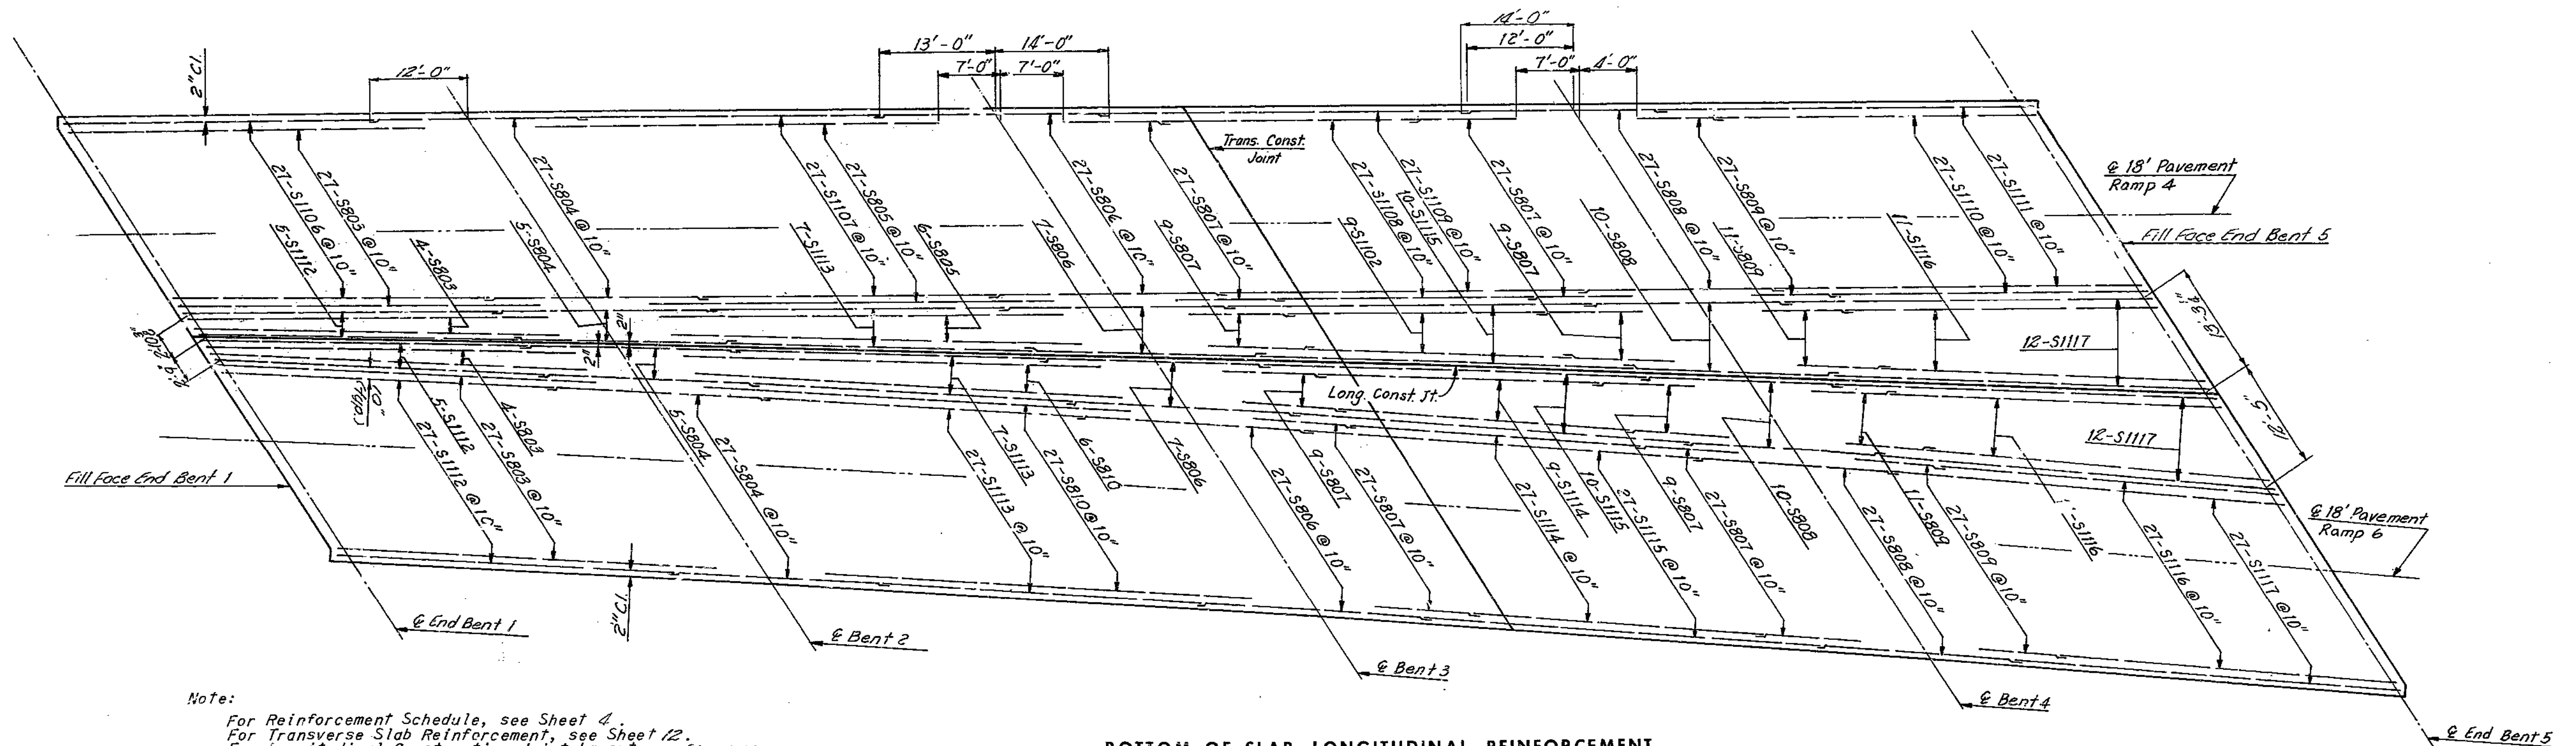 14'-0"
13'-0"
14'-0"
12'-0"
12'-0"
7'-0"
7'-0"
7'-0"
4'-0"
2" Cl.
Trans. Const.
Joint
℄ 18' Pavement
Ramp 4
Fill Face End Bent 5
27-S1106 @ 10"
27-S803 @ 10"
27-S804 @ 10"
27-S1107 @ 10"
27-S805 @ 10"
27-S806 @ 10"
27-S807 @ 10"
27-S1108 @ 10"
27-S1109 @ 10"
27-S807 @ 10"
27-S808 @ 10"
27-S809 @ 10"
27-S1110 @ 10"
27-S1111 @ 10"
5-S1112
4-S803
5-S804
7-S1113
6-S805
7-S806
9-S807
9-S1102
10-S1115
9-S807
10-S808
11-S809
11-S1116
12-S1117
2"
2"
12'-5"
Long. Const. Jt.
12-S1117
10"
(Typ.)
5-S1112
4-S803
5-S804
7-S1113
6-S810
7-S806
9-S807
9-S1114
10-S1115
9-S807
10-S808
11-S809
27-S1112 @ 10"
27-S803 @ 10"
27-S804 @ 10"
27-S1113 @ 10"
27-S810 @ 10"
27-S806 @ 10"
27-S807 @ 10"
27-S1114 @ 10"
27-S1115 @ 10"
27-S807 @ 10"
27-S808 @ 10"
27-S809 @ 10"
27-S1116 @ 10"
27-S1117 @ 10"
Fill Face End Bent 1
℄ 18' Pavement
Ramp 6
2" Cl.
℄ End Bent 1
℄ Bent 2
℄ Bent 3
℄ Bent 4
℄ End Bent 5
Note:
For Reinforcement Schedule, see Sheet 4.
For Transverse Slab Reinforcement, see Sheet 12.
BOTTOM OF SLAB LONGITUDINAL REINFORCEMENT